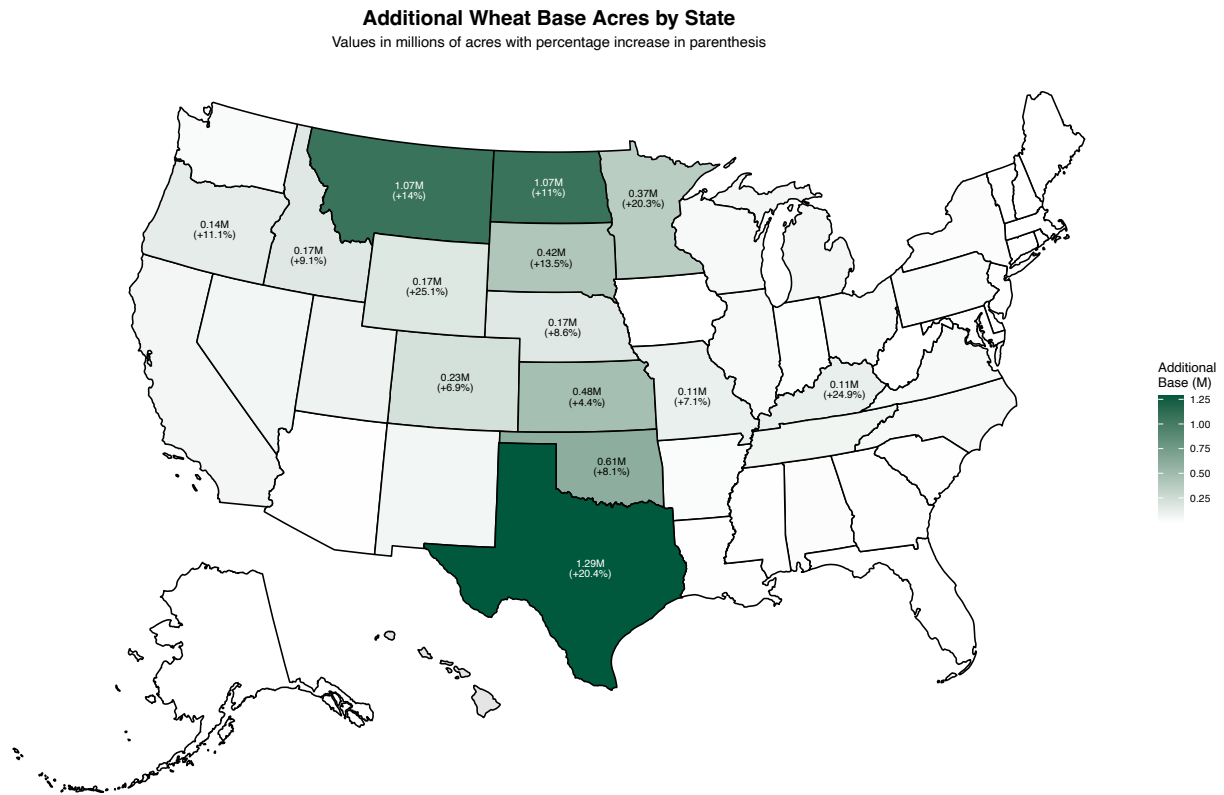 Additional Wheat Base Acres by State
Values in millions of acres with percentage increase in parenthesis
1.07M
(+14%)
1.07M
(+11%)
0.37M
(+20.3%)
0.14M
(+11.1%)
0.17M
(+9.1%)
0.42M
(+13.5%)
0.17M
(+25.1%)
0.17M
(+8.6%)
0.23M
(+6.9%)
0.48M
(+4.4%)
0.11M
(+7.1%)
0.11M
(+24.9%)
0.61M
(+8.1%)
1.29M
(+20.4%)
Additional
Base (M)
1.25
1.00
0.75
0.50
0.25